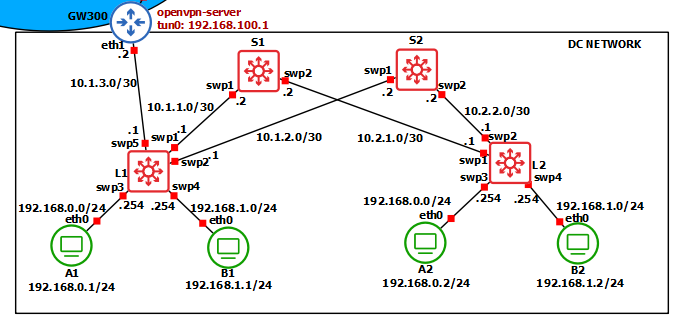 GW300
openvpn-server
tun0: 192.168.100.1
eth1
.2
DC NETWORK
S1
S2
swp1
.2
swp2
.2
swp1
.2
swp2
.2
10.1.3.0/30
10.1.1.0/30
10.1.2.0/30
10.2.1.0/30
10.2.2.0/30
.1
swp5
swp1
.1
swp2
.1
L1
swp3
.254
swp4
.254
.1
swp2
.1
swp1
L2
swp3
.254
swp4
.254
192.168.0.0/24
eth0
192.168.1.0/24
eth0
192.168.0.0/24
eth0
192.168.1.0/24
eth0
A1
192.168.0.1/24
B1
192.168.1.1/24
A2
192.168.0.2/24
B2
192.168.1.2/24